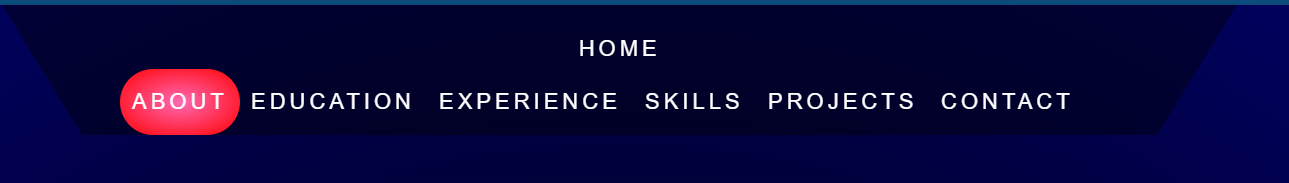 HOME
ABOUT EDUCATION EXPERIENCE SKILLS PROJECTS CONTACT